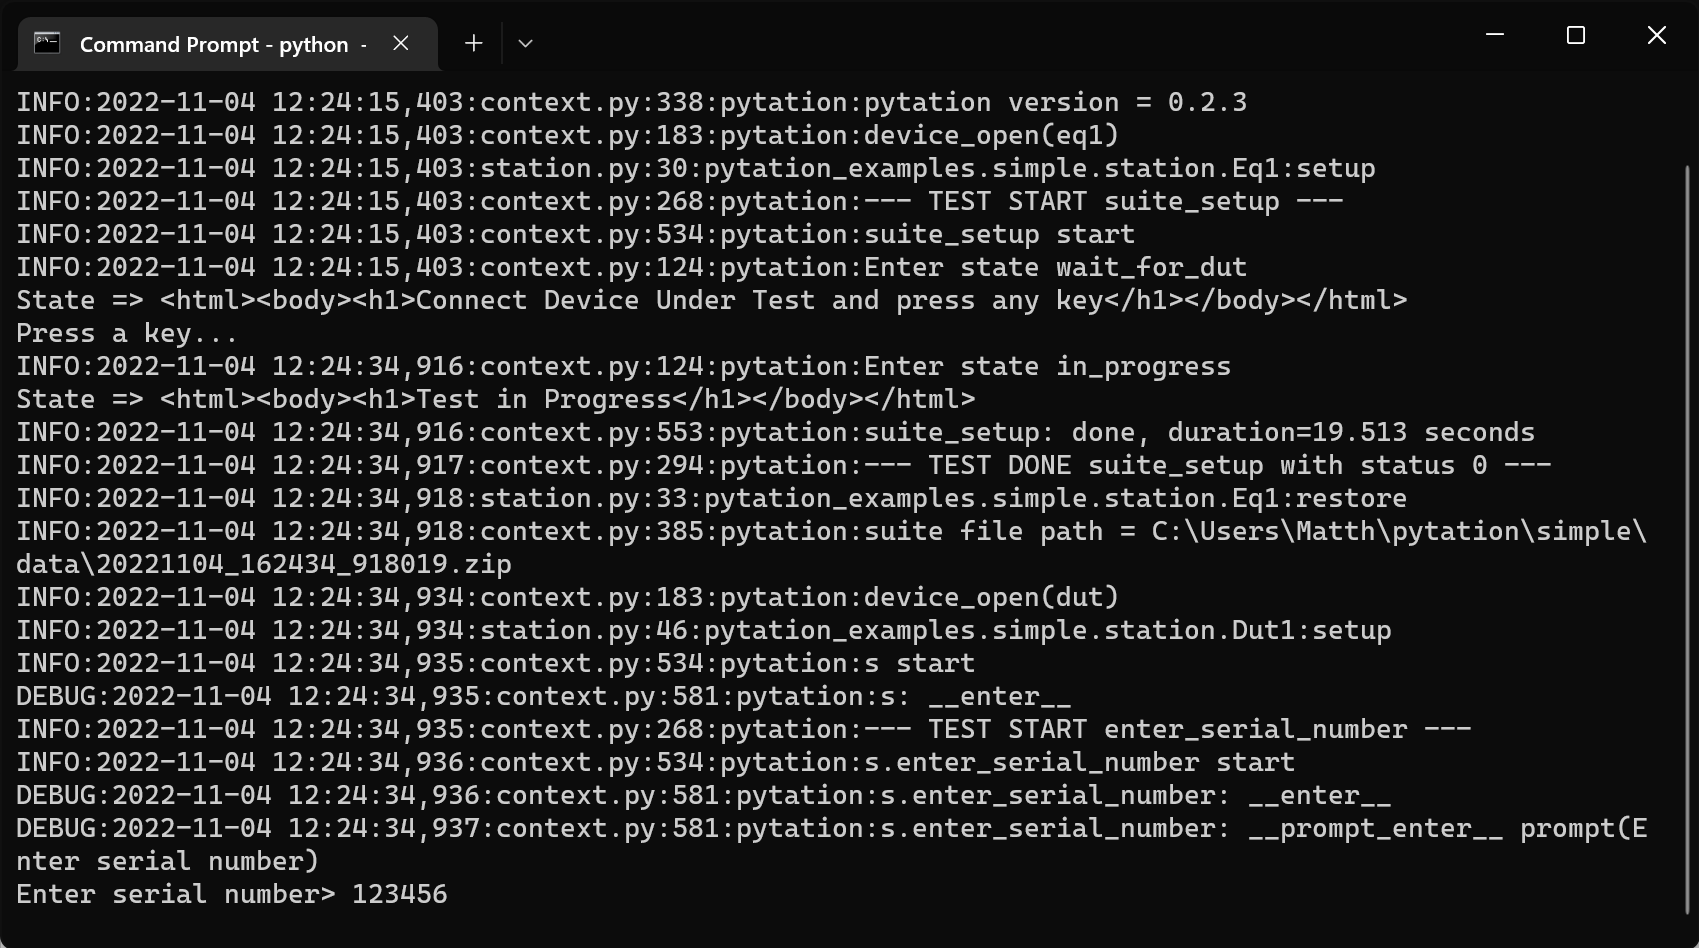 Command Prompt - python  -
INFO:2022-11-04 12:24:15,403:context.py:338:pytation:pytation version = 0.2.3
INFO:2022-11-04 12:24:15,403:context.py:183:pytation:device_open(eq1)
INFO:2022-11-04 12:24:15,403:station.py:30:pytation_examples.simple.station.Eq1:setup
INFO:2022-11-04 12:24:15,403:context.py:268:pytation:--- TEST START suite_setup ---
INFO:2022-11-04 12:24:15,403:context.py:534:pytation:suite_setup start
INFO:2022-11-04 12:24:15,403:context.py:124:pytation:Enter state wait_for_dut
State => <html><body><h1>Connect Device Under Test and press any key</h1></body></html>
Press a key...
INFO:2022-11-04 12:24:34,916:context.py:124:pytation:Enter state in_progress
State => <html><body><h1>Test in Progress</h1></body></html>
INFO:2022-11-04 12:24:34,916:context.py:553:pytation:suite_setup: done, duration=19.513 seconds
INFO:2022-11-04 12:24:34,917:context.py:294:pytation:--- TEST DONE suite_setup with status 0 ---
INFO:2022-11-04 12:24:34,918:station.py:33:pytation_examples.simple.station.Eq1:restore
INFO:2022-11-04 12:24:34,918:context.py:385:pytation:suite file path = C:\Users\Matth\pytation\simple\
data\20221104_162434_918019.zip
INFO:2022-11-04 12:24:34,934:context.py:183:pytation:device_open(dut)
INFO:2022-11-04 12:24:34,934:station.py:46:pytation_examples.simple.station.Dut1:setup
INFO:2022-11-04 12:24:34,935:context.py:534:pytation:s start
DEBUG:2022-11-04 12:24:34,935:context.py:581:pytation:s: __enter__
INFO:2022-11-04 12:24:34,935:context.py:268:pytation:--- TEST START enter_serial_number ---
INFO:2022-11-04 12:24:34,936:context.py:534:pytation:s.enter_serial_number start
DEBUG:2022-11-04 12:24:34,936:context.py:581:pytation:s.enter_serial_number: __enter__
DEBUG:2022-11-04 12:24:34,937:context.py:581:pytation:s.enter_serial_number: __prompt_enter__ prompt(E
nter serial number)
Enter serial number> 123456